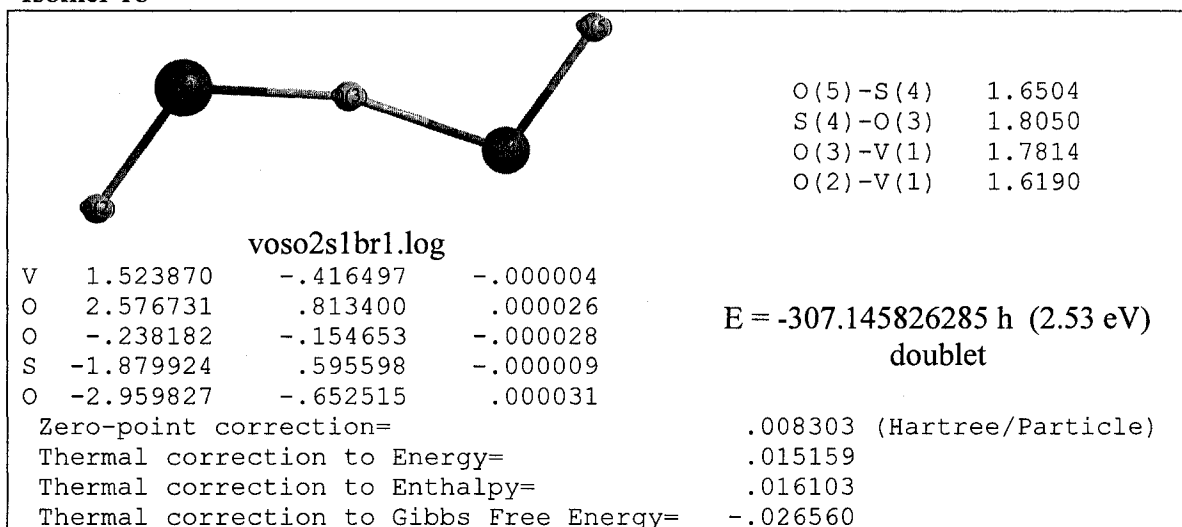 O(5)-S(4) 1.6504
S(4)-O(3) 1.8050
O(3)-V(1) 1.7814
O(2)-V(1) 1.6190
voso2s1br1.log
V 1.523870 -.416497 -.000004
O 2.576731 .813400 .000026
O -.238182 -.154653 -.000028
S -1.879924 .595598 -.000009
O -2.959827 -.652515 .000031
E = -307.145826285 h (2.53 eV)
doublet
Zero-point correction= .008303 (Hartree/Particle)
Thermal correction to Energy= .015159
Thermal correction to Enthalpy= .016103
Thermal correction to Gibbs Free Energy= -.026560